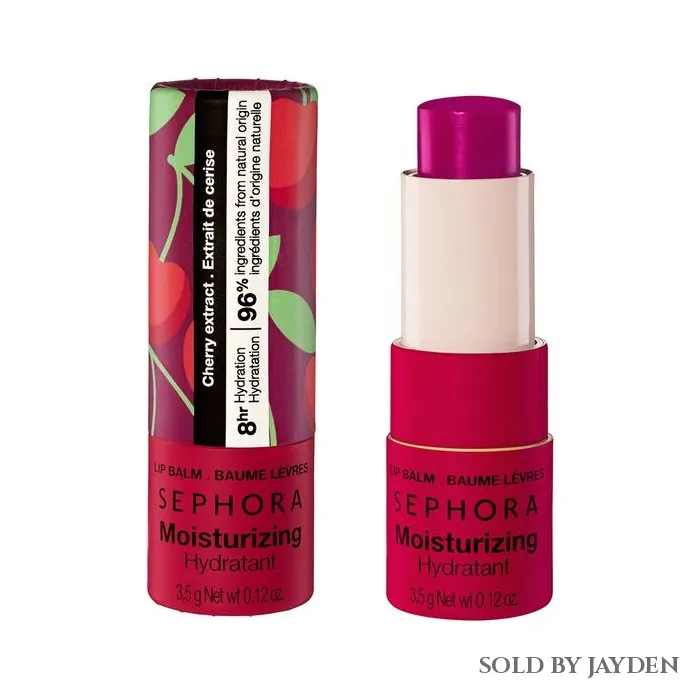 Cherry extract . Extrait de cerise
8hr Hydration
Hydratation
96% ingredients from natural origin
ingrédients d'origine naturelle
LIP BALM . BAUME LÈVRES
SEPHORA
Moisturizing
Hydratant
3.5 g Net wt 0.12 oz.
LIP BALM . BAUME LÈVRES
SEPHORA
Moisturizing
Hydratant
3.5 g Net wt 0.12 oz.
SOLD BY JAYDEN